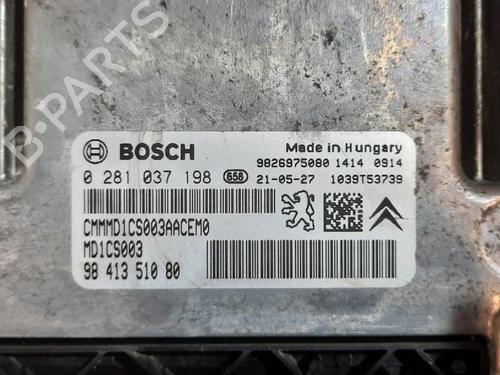 B-PARTS
BOSCH
Made in Hungary
9826975080 1414 0914
0 281 037 198 656 21-05-27 1039T53739
CMMMD1CS003AACEM0
MD1CS003
98 413 510 80